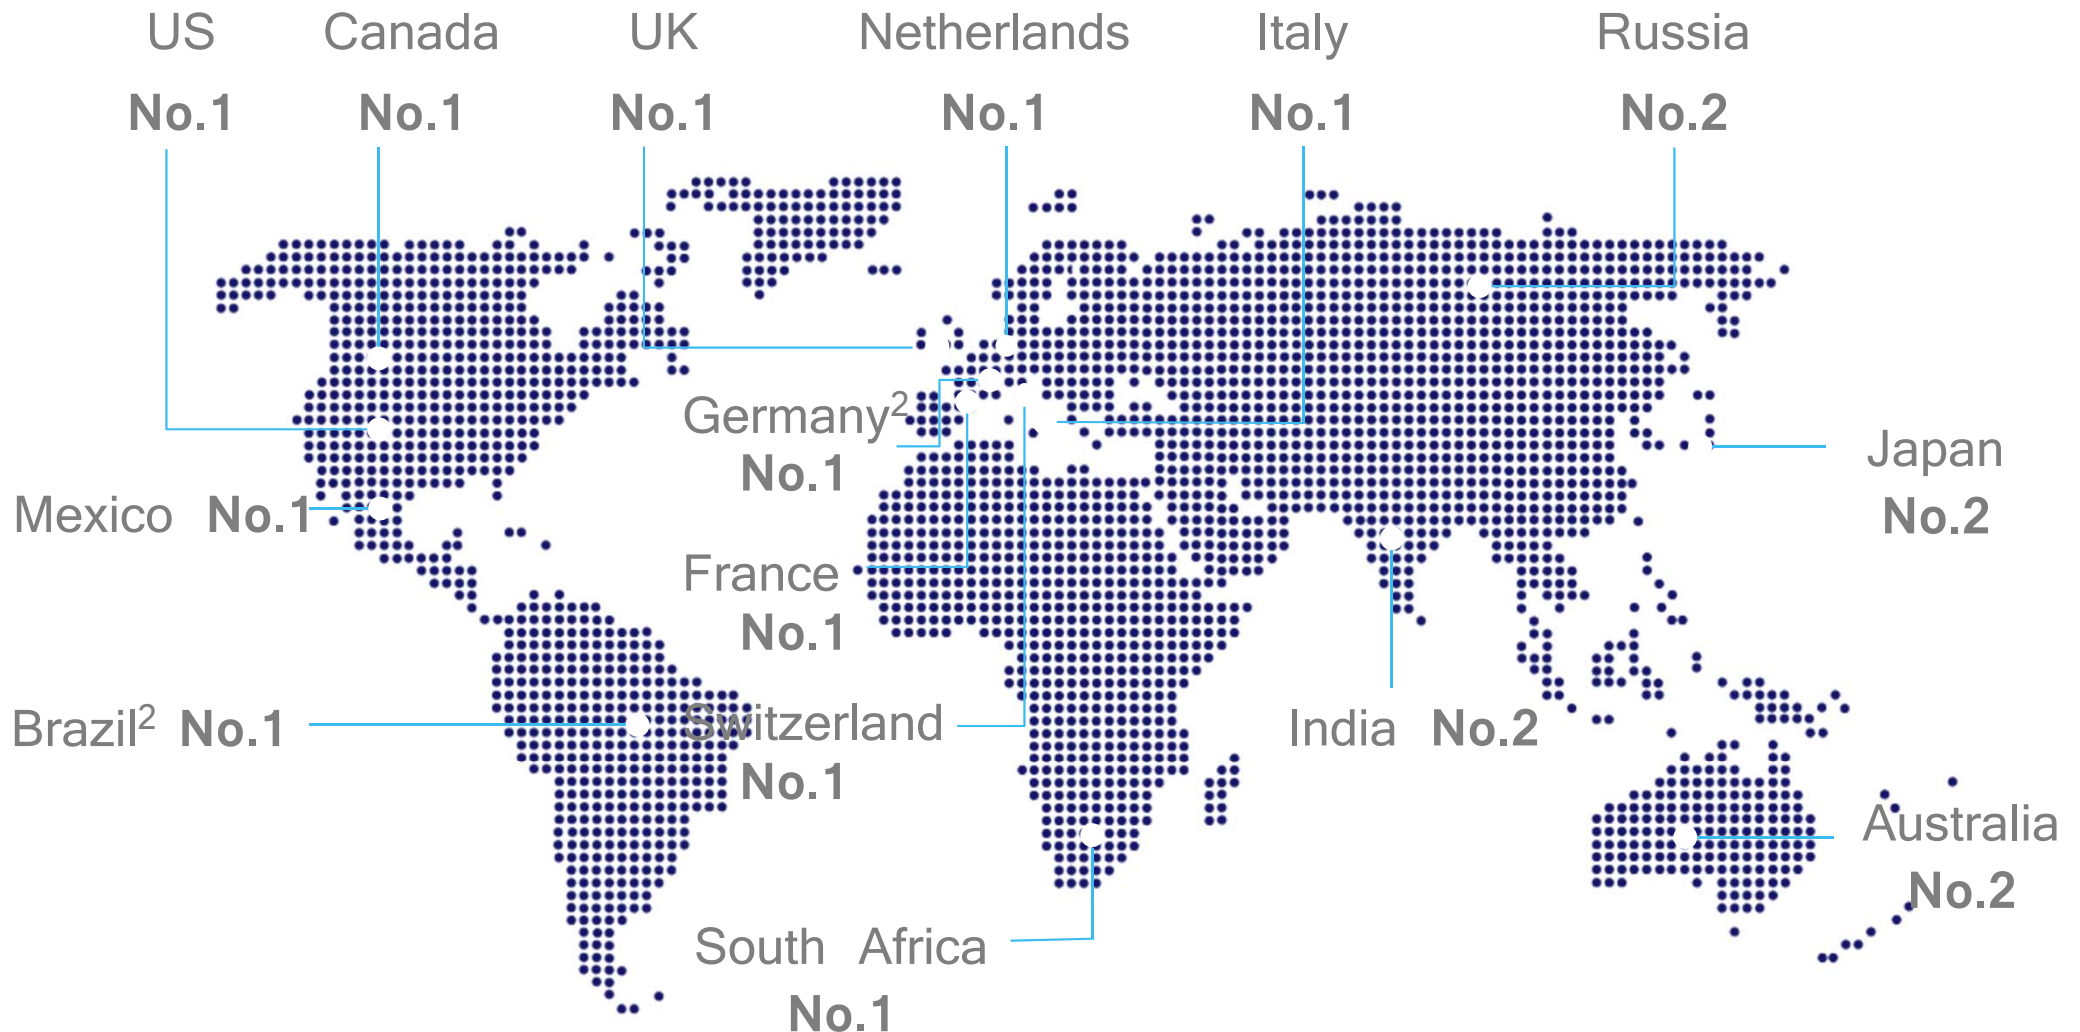 US Canada UK Netherlands Italy Russia
No.1 No.1 No.1 No.1 No.1 No.2
Germany²
No.1
Japan
No.2
Mexico No.1
France
No.1
Brazil² No.1
Switzerland
No.1
India No.2
Australia
No.2
South Africa
No.1